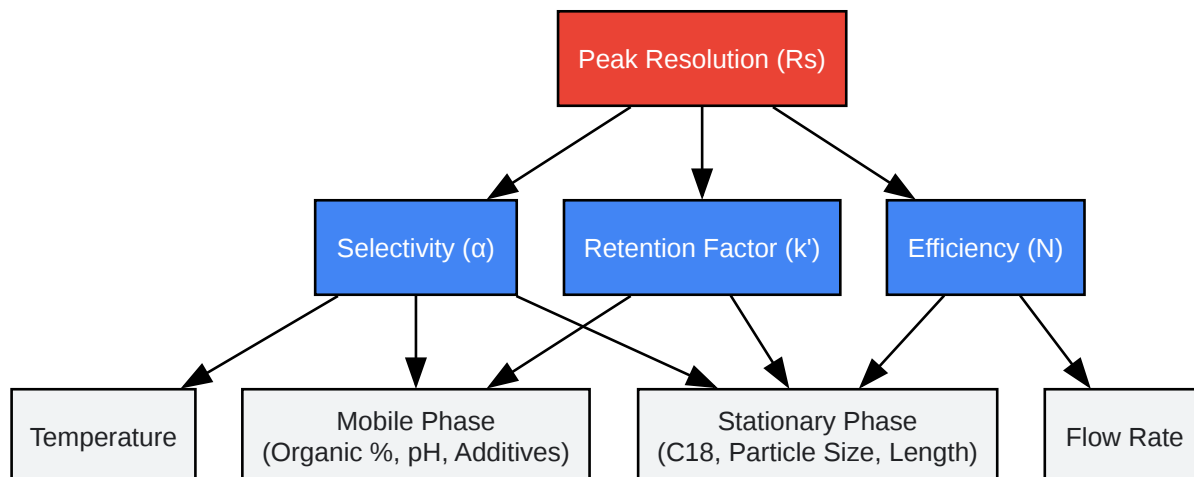 Peak Resolution (Rs)
Selectivity (α)
Retention Factor (k')
Efficiency (N)
Temperature
Mobile Phase
(Organic %, pH, Additives)
Stationary Phase
(C18, Particle Size, Length)
Flow Rate